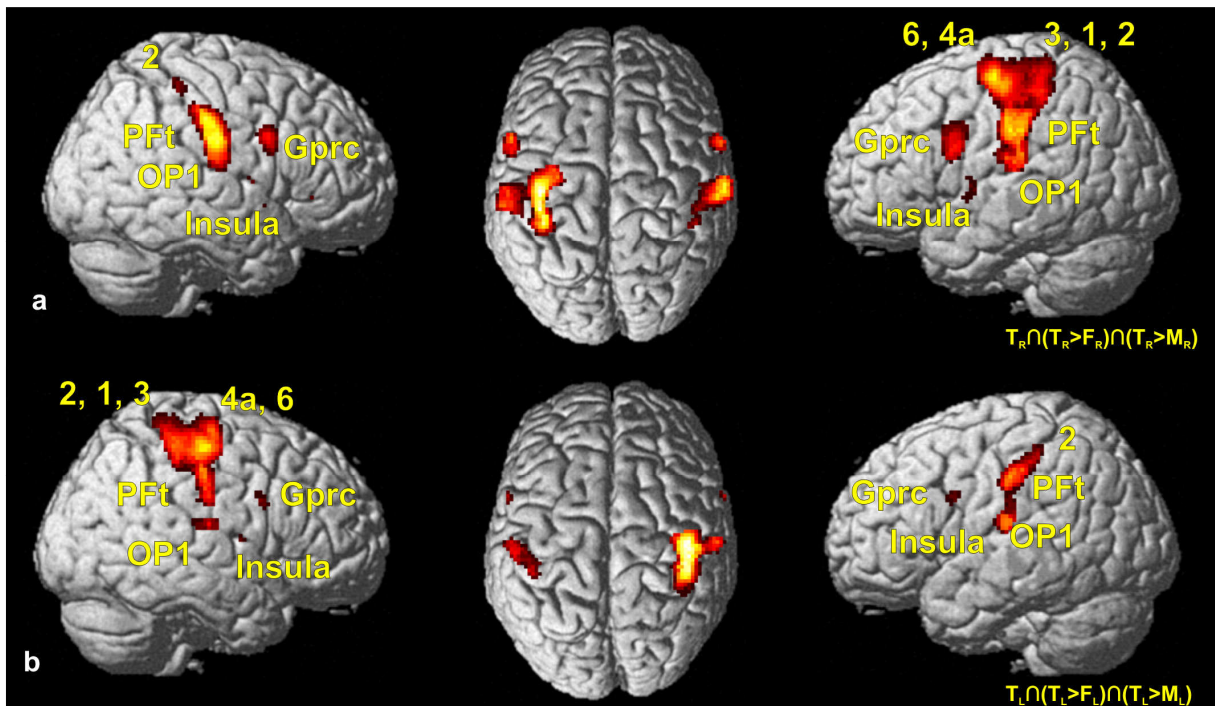 2
PFt
OP1
Gprc
Insula
6, 4a
3, 1, 2
Gprc
PFt
OP1
Insula
a
T_R∩(T_R>F_R)∩(T_R>M_R)
2, 1, 3
4a, 6
PFt
Gprc
OP1
Insula
2
Gprc
PFt
Insula
OP1
b
T_L∩(T_L>F_L)∩(T_L>M_L)